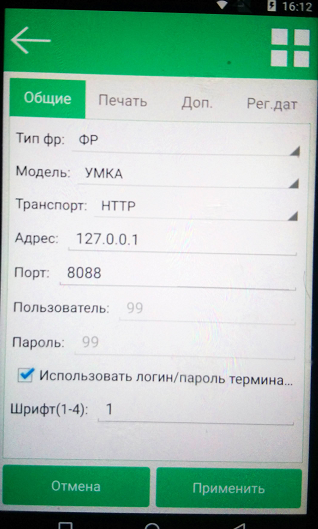 16:12
Общие Печать Доп. Рег.дат
Тип фр: ФР
Модель: УМКА
Транспорт: HTTP
Адрес: 127.0.0.1
Порт: 8088
Пользователь: 99
Пароль: 99
Использовать логин/пароль термина...
Шрифт(1-4): 1
Отмена Применить